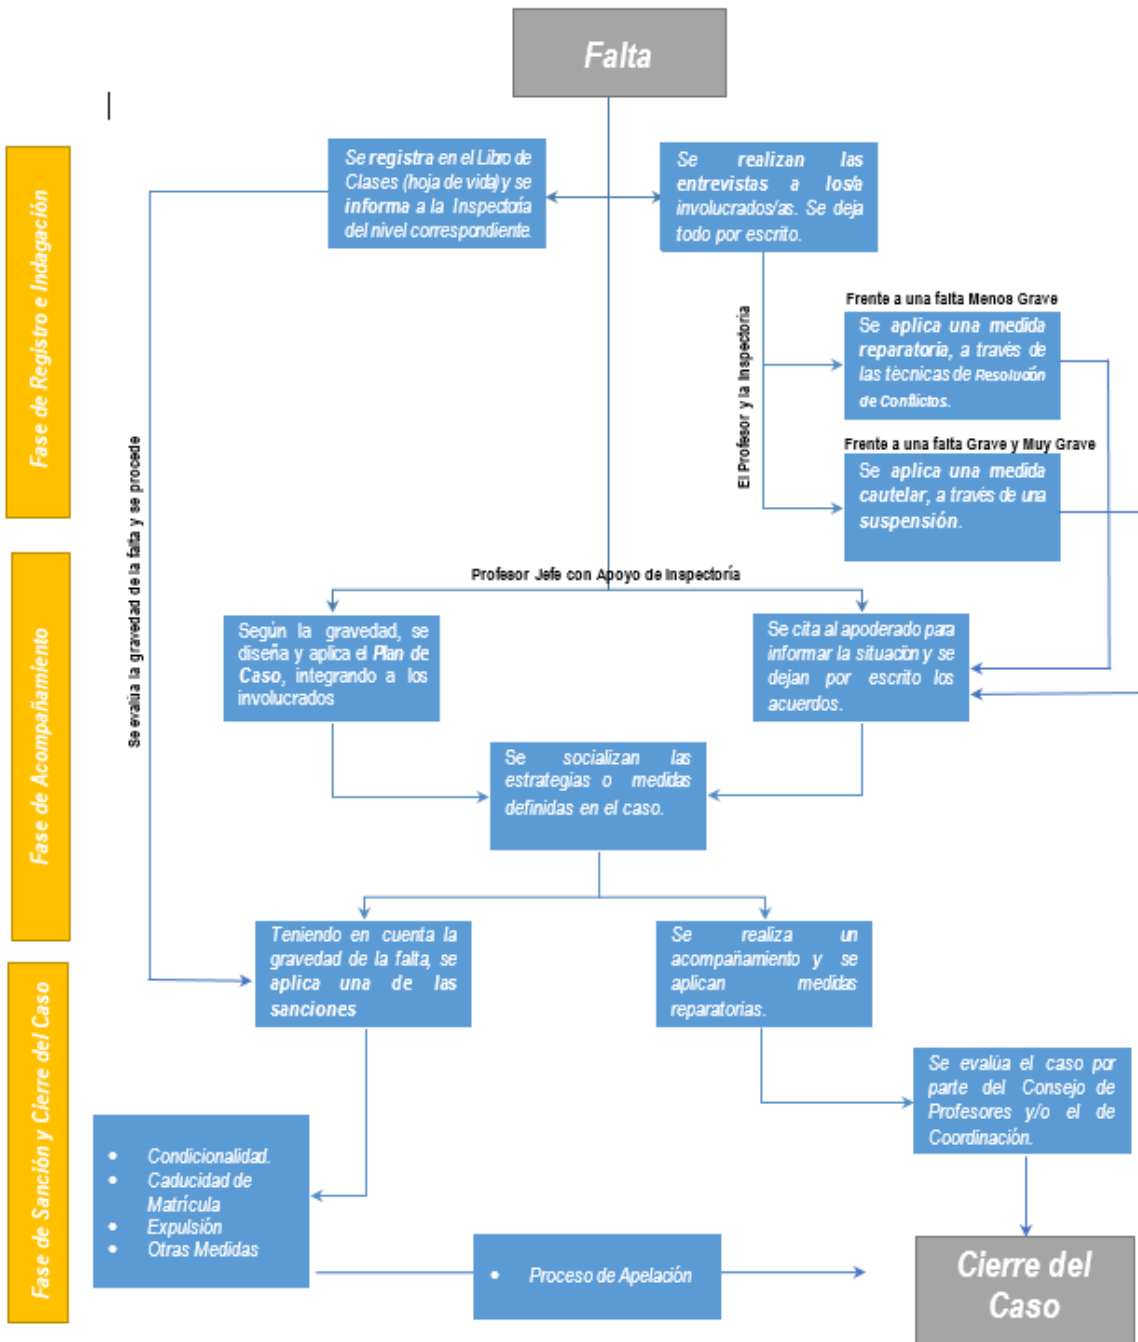 Falta
Fase de Registro e Indagación
Se registra en el Libro de
Clases (hoja de vida) y se
informa a la Inspectoría
del nivel correspondiente.
Se realizan las
entrevistas a los/a
involucrados/as. Se deja
todo por escrito.
El Profesor y la Inspectoría
Frente a una falta Menos Grave
Se aplica una medida
reparatoria, a través de
las técnicas de Resolución
de Conflictos.
Frente a una falta Grave y Muy Grave
Se aplica una medida
cautelar, a través de una
suspensión.
Se evalúa la gravedad de la falta y se procede
Fase de Acompañamiento
Profesor Jefe con Apoyo de Inspectoría
Según la gravedad, se
diseña y aplica el Plan de
Caso, integrando a los
involucrados
Se cita al apoderado para
informar la situación y se
dejan por escrito los
acuerdos.
Se socializan las
estrategias o medidas
definidas en el caso.
Teniendo en cuenta la
gravedad de la falta, se
aplica una de las
sanciones
Se realiza un
acompañamiento y se
aplican medidas
reparatorias.
Fase de Sanción y Cierre del Caso
Se evalúa el caso por
parte del Consejo de
Profesores y/o el de
Coordinación.
• Condicionalidad.
• Caducidad de
Matrícula
• Expulsión
• Otras Medidas
• Proceso de Apelación
Cierre del
Caso